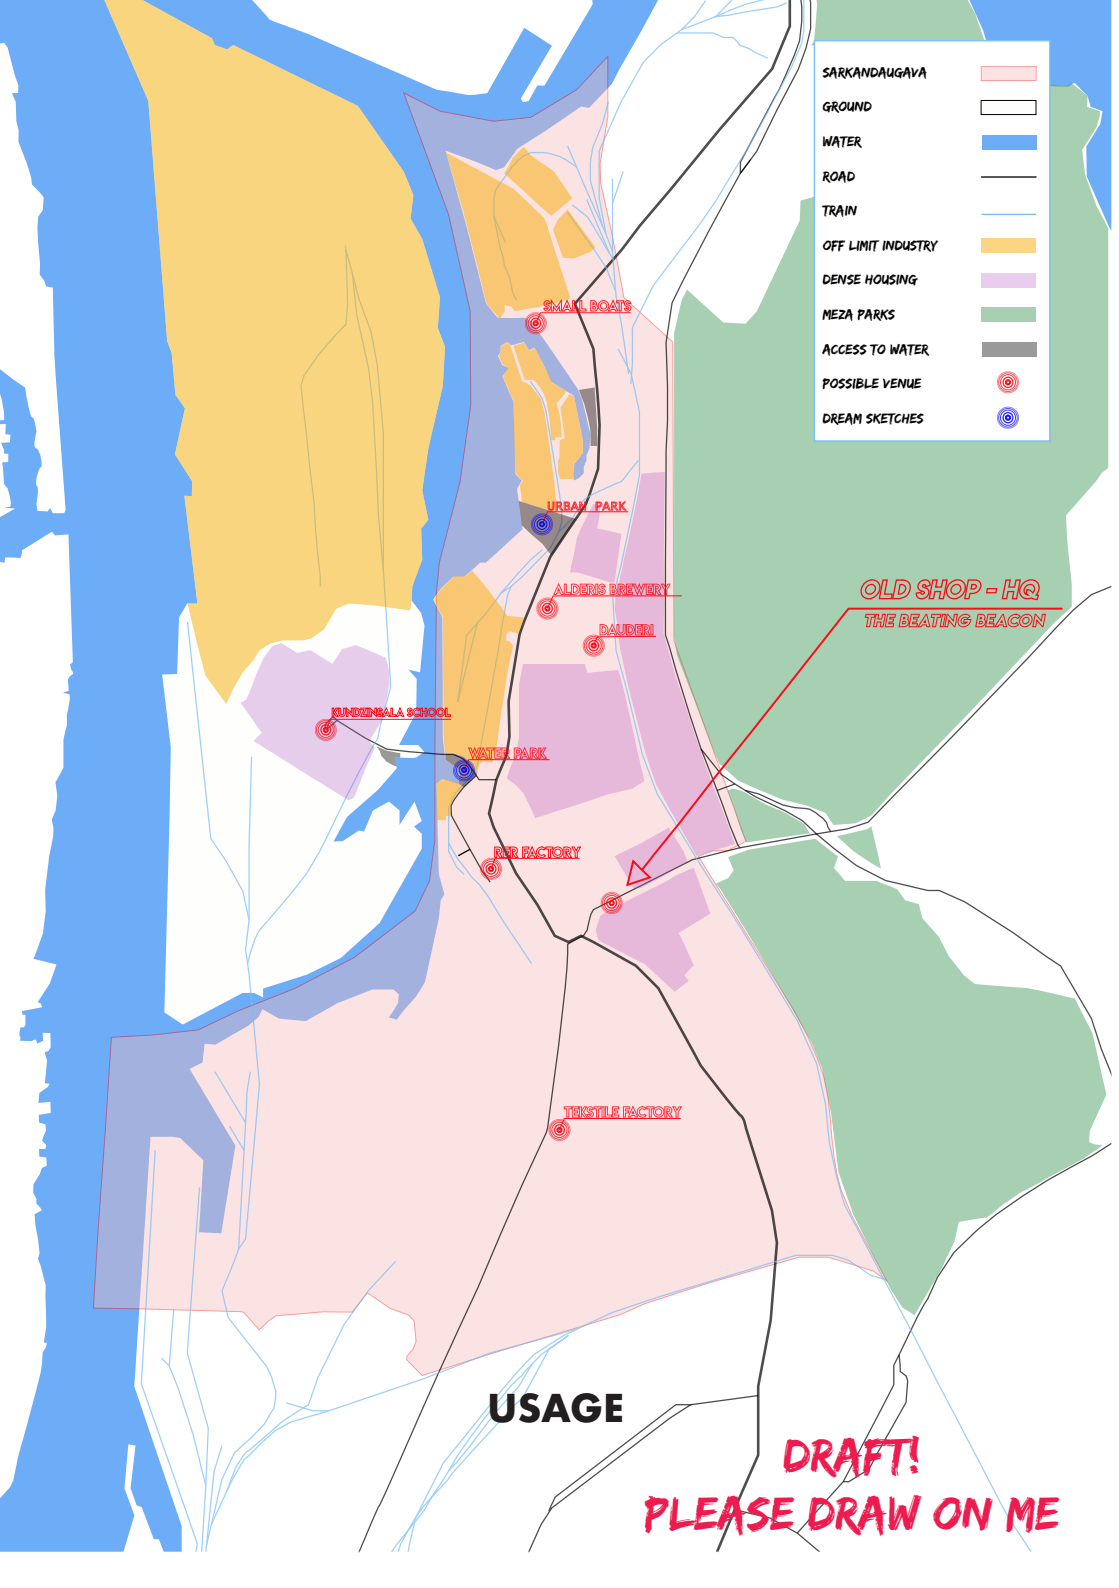 SARKANDAUGAVA
GROUND
WATER
ROAD
TRAIN
OFF LIMIT INDUSTRY
DENSE HOUSING
MEZA PARKS
ACCESS TO WATER
POSSIBLE VENUE
DREAM SKETCHES
SMALL BOATS
URBAN PARK
ALDERIS BREWERY
OLD SHOP - HQ
THE BEATING BEACON
DAUDERI
KUNDZINSALA SCHOOL
WATER PARK
RER FACTORY
TEKSTILE FACTORY
USAGE
DRAFT!
PLEASE DRAW ON ME